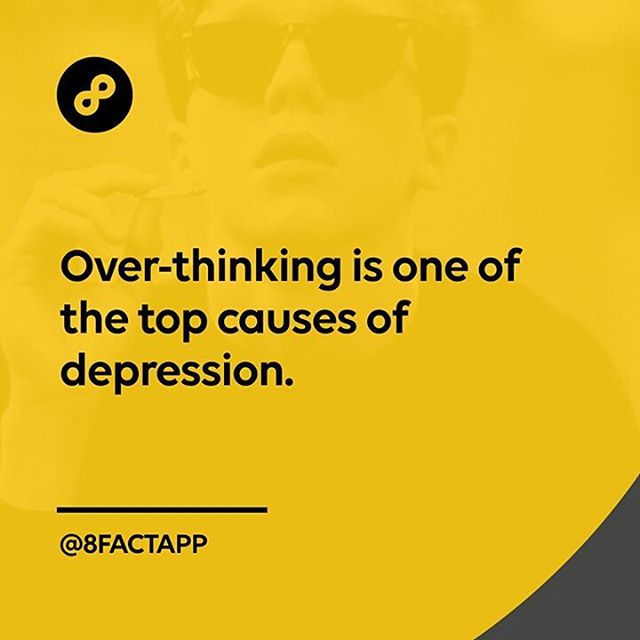 Over-thinking is one of
the top causes of
depression.
@8FACTAPP